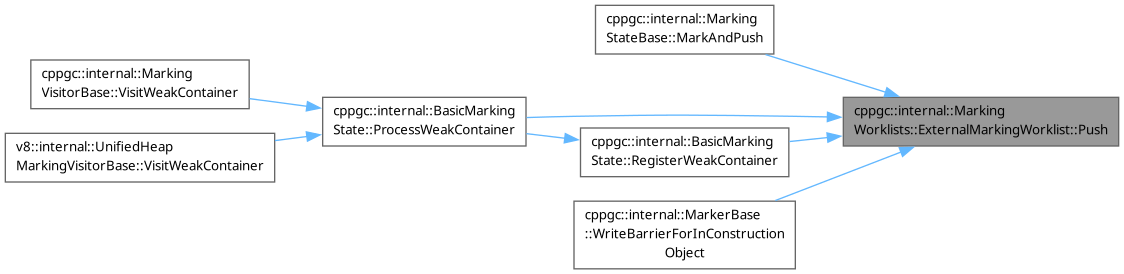 cppgc::internal::Marking
StateBase::MarkAndPush
cppgc::internal::Marking
VisitorBase::VisitWeakContainer
cppgc::internal::BasicMarking
State::ProcessWeakContainer
cppgc::internal::Marking
Worklists::ExternalMarkingWorklist::Push
v8::internal::UnifiedHeap
MarkingVisitorBase::VisitWeakContainer
cppgc::internal::BasicMarking
State::RegisterWeakContainer
cppgc::internal::MarkerBase
::WriteBarrierForInConstruction
Object